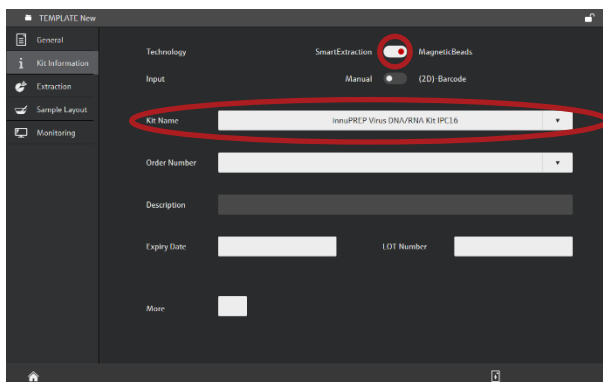 TEMPLATE New
General
Kit Information
Extraction
Sample Layout
Monitoring
Technology SmartExtraction MagneticBeads
Input Manual (2D)-Barcode
Kit Name innuPREP Virus DNA/RNA Kit IPC16
Order Number
Description
Expiry Date LOT Number
More